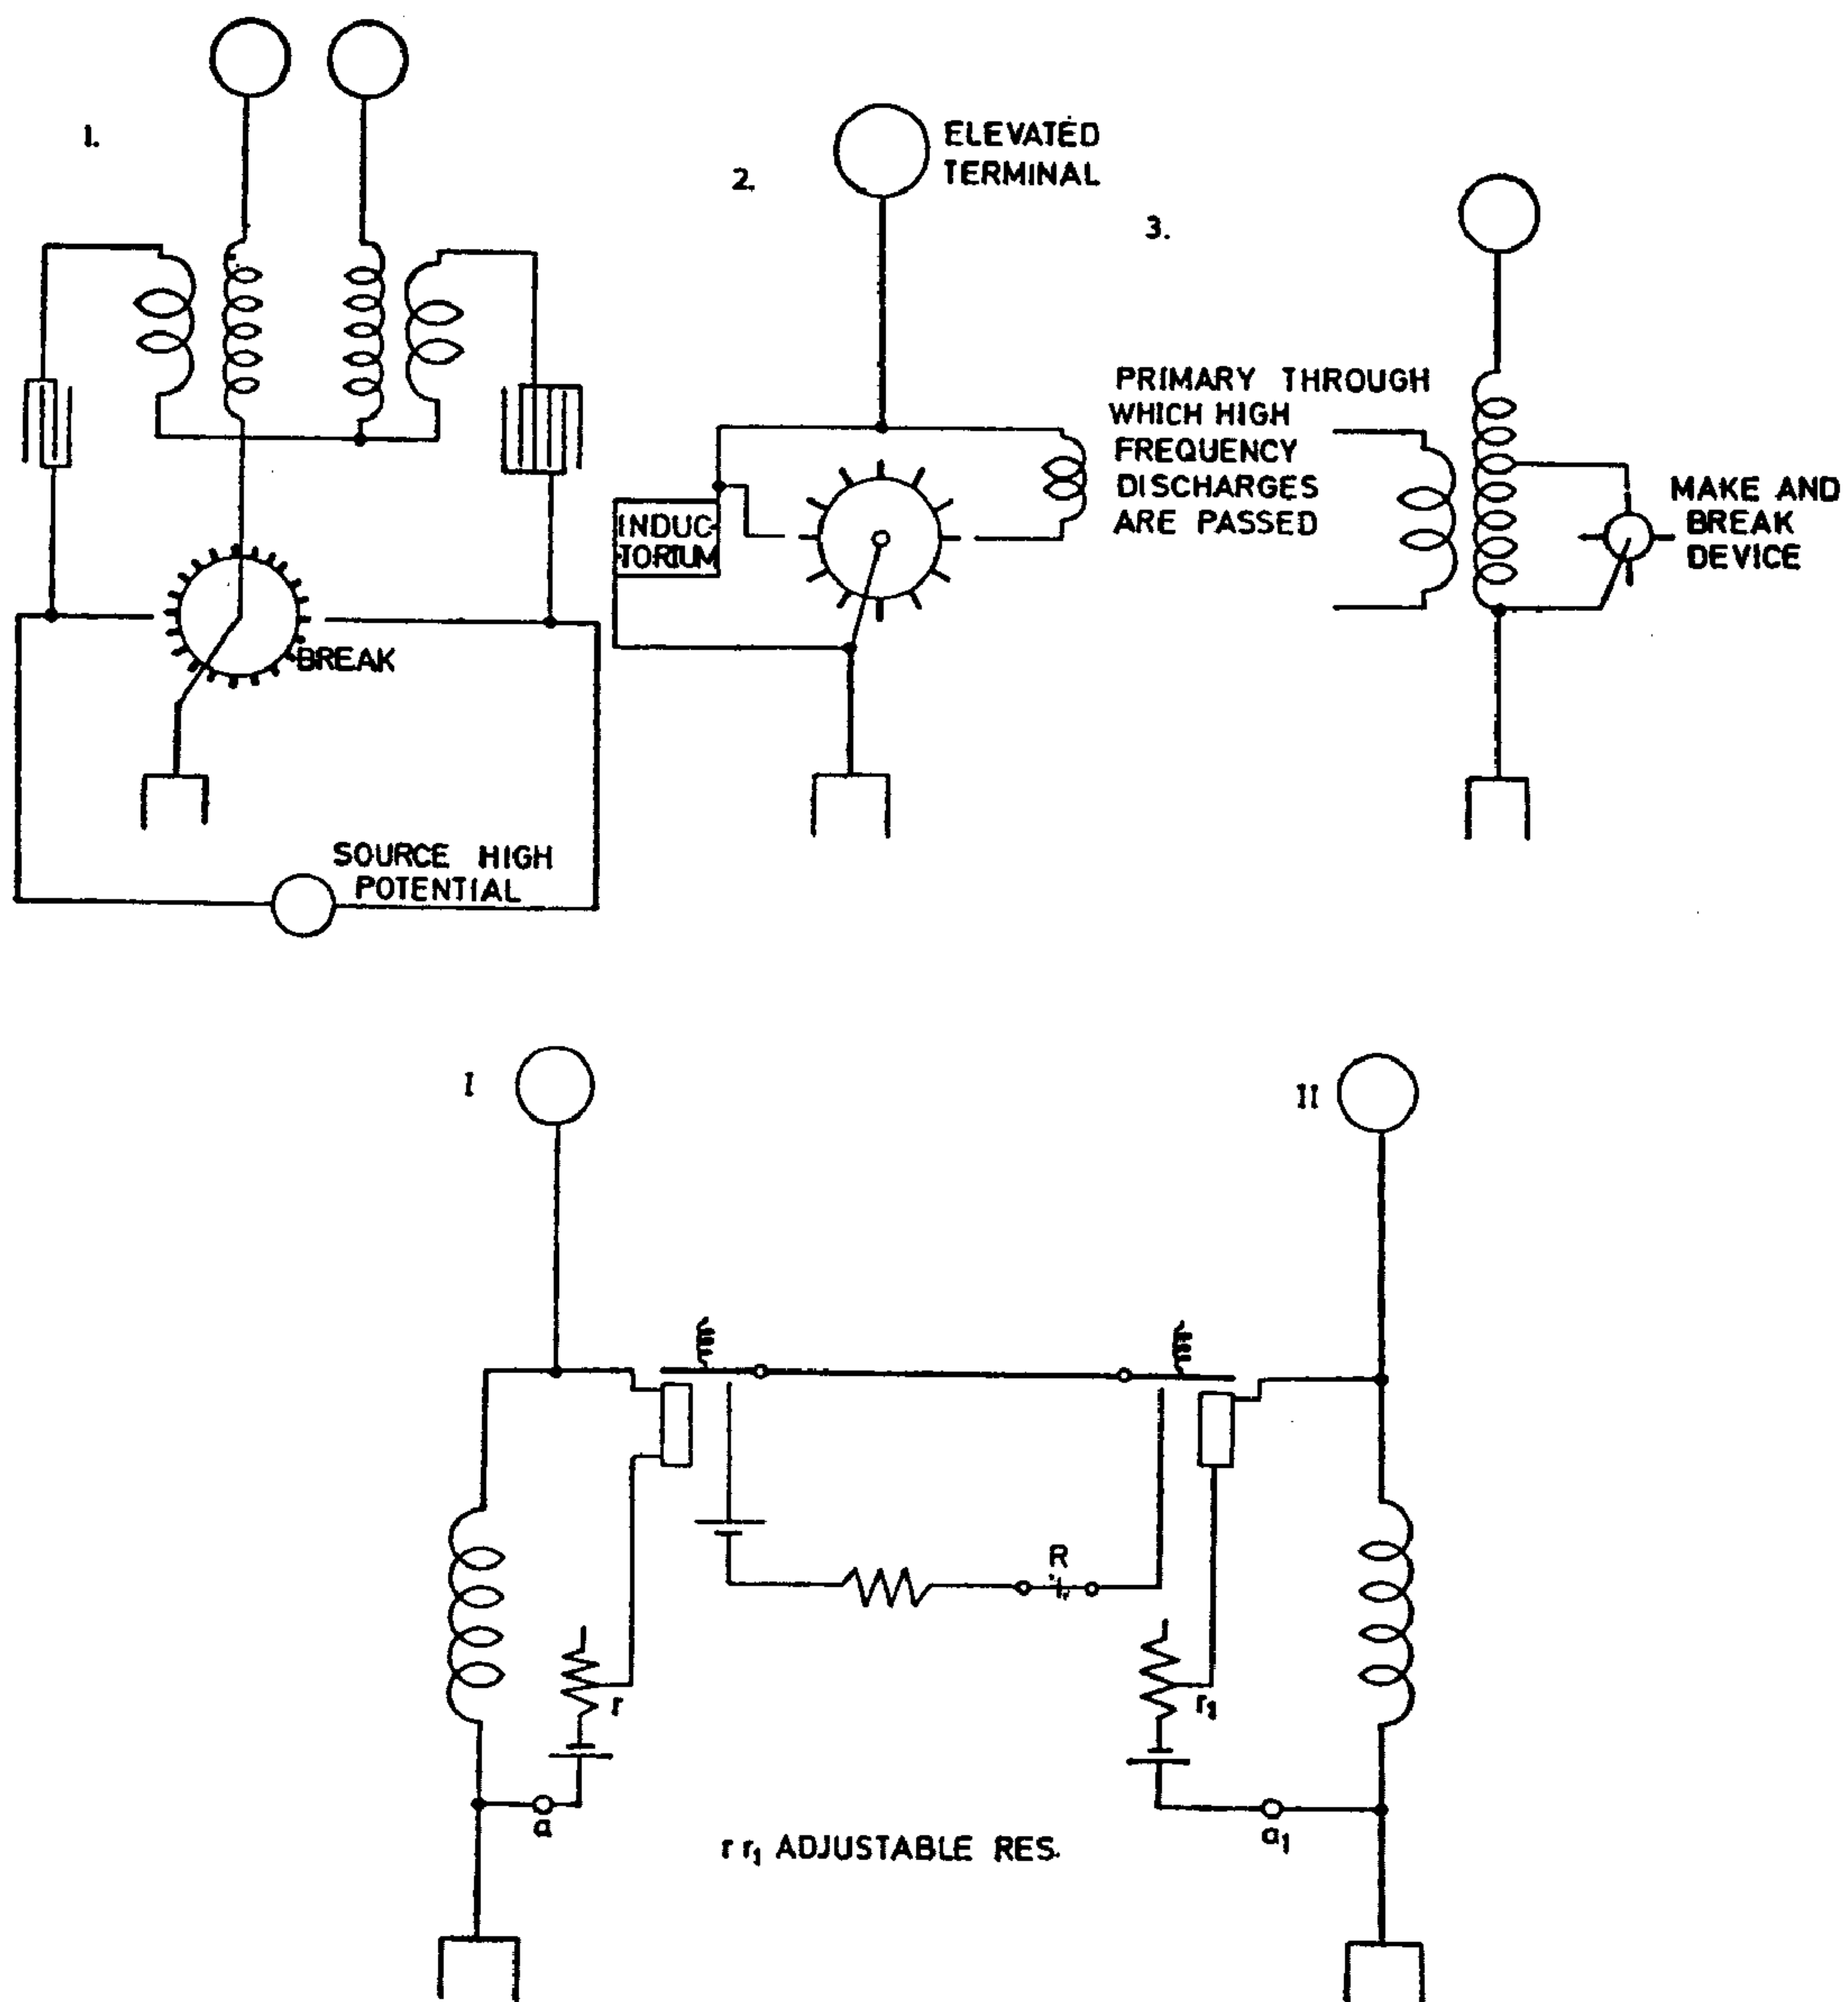 1.
BREAK
SOURCE HIGH
POTENTIAL
2.
ELEVATED
TERMINAL
INDUC-
TORIUM
3.
PRIMARY THROUGH
WHICH HIGH
FREQUENCY
DISCHARGES
ARE PASSED
MAKE AND
BREAK
DEVICE
I
II
R
r
r₁
a
a₁
r r₁ ADJUSTABLE RES.